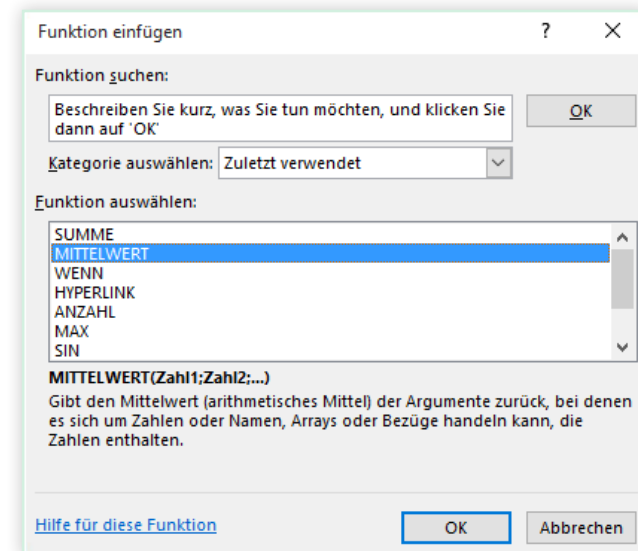 Funktion einfügen ? ×
Funktion suchen:
Beschreiben Sie kurz, was Sie tun möchten, und klicken Sie
dann auf 'OK'
OK
Kategorie auswählen: Zuletzt verwendet
Funktion auswählen:
SUMME
MITTELWERT
WENN
HYPERLINK
ANZAHL
MAX
SIN
MITTELWERT(Zahl1;Zahl2;...)
Gibt den Mittelwert (arithmetisches Mittel) der Argumente zurück, bei denen
es sich um Zahlen oder Namen, Arrays oder Bezüge handeln kann, die
Zahlen enthalten.
Hilfe für diese Funktion
OK
Abbrechen